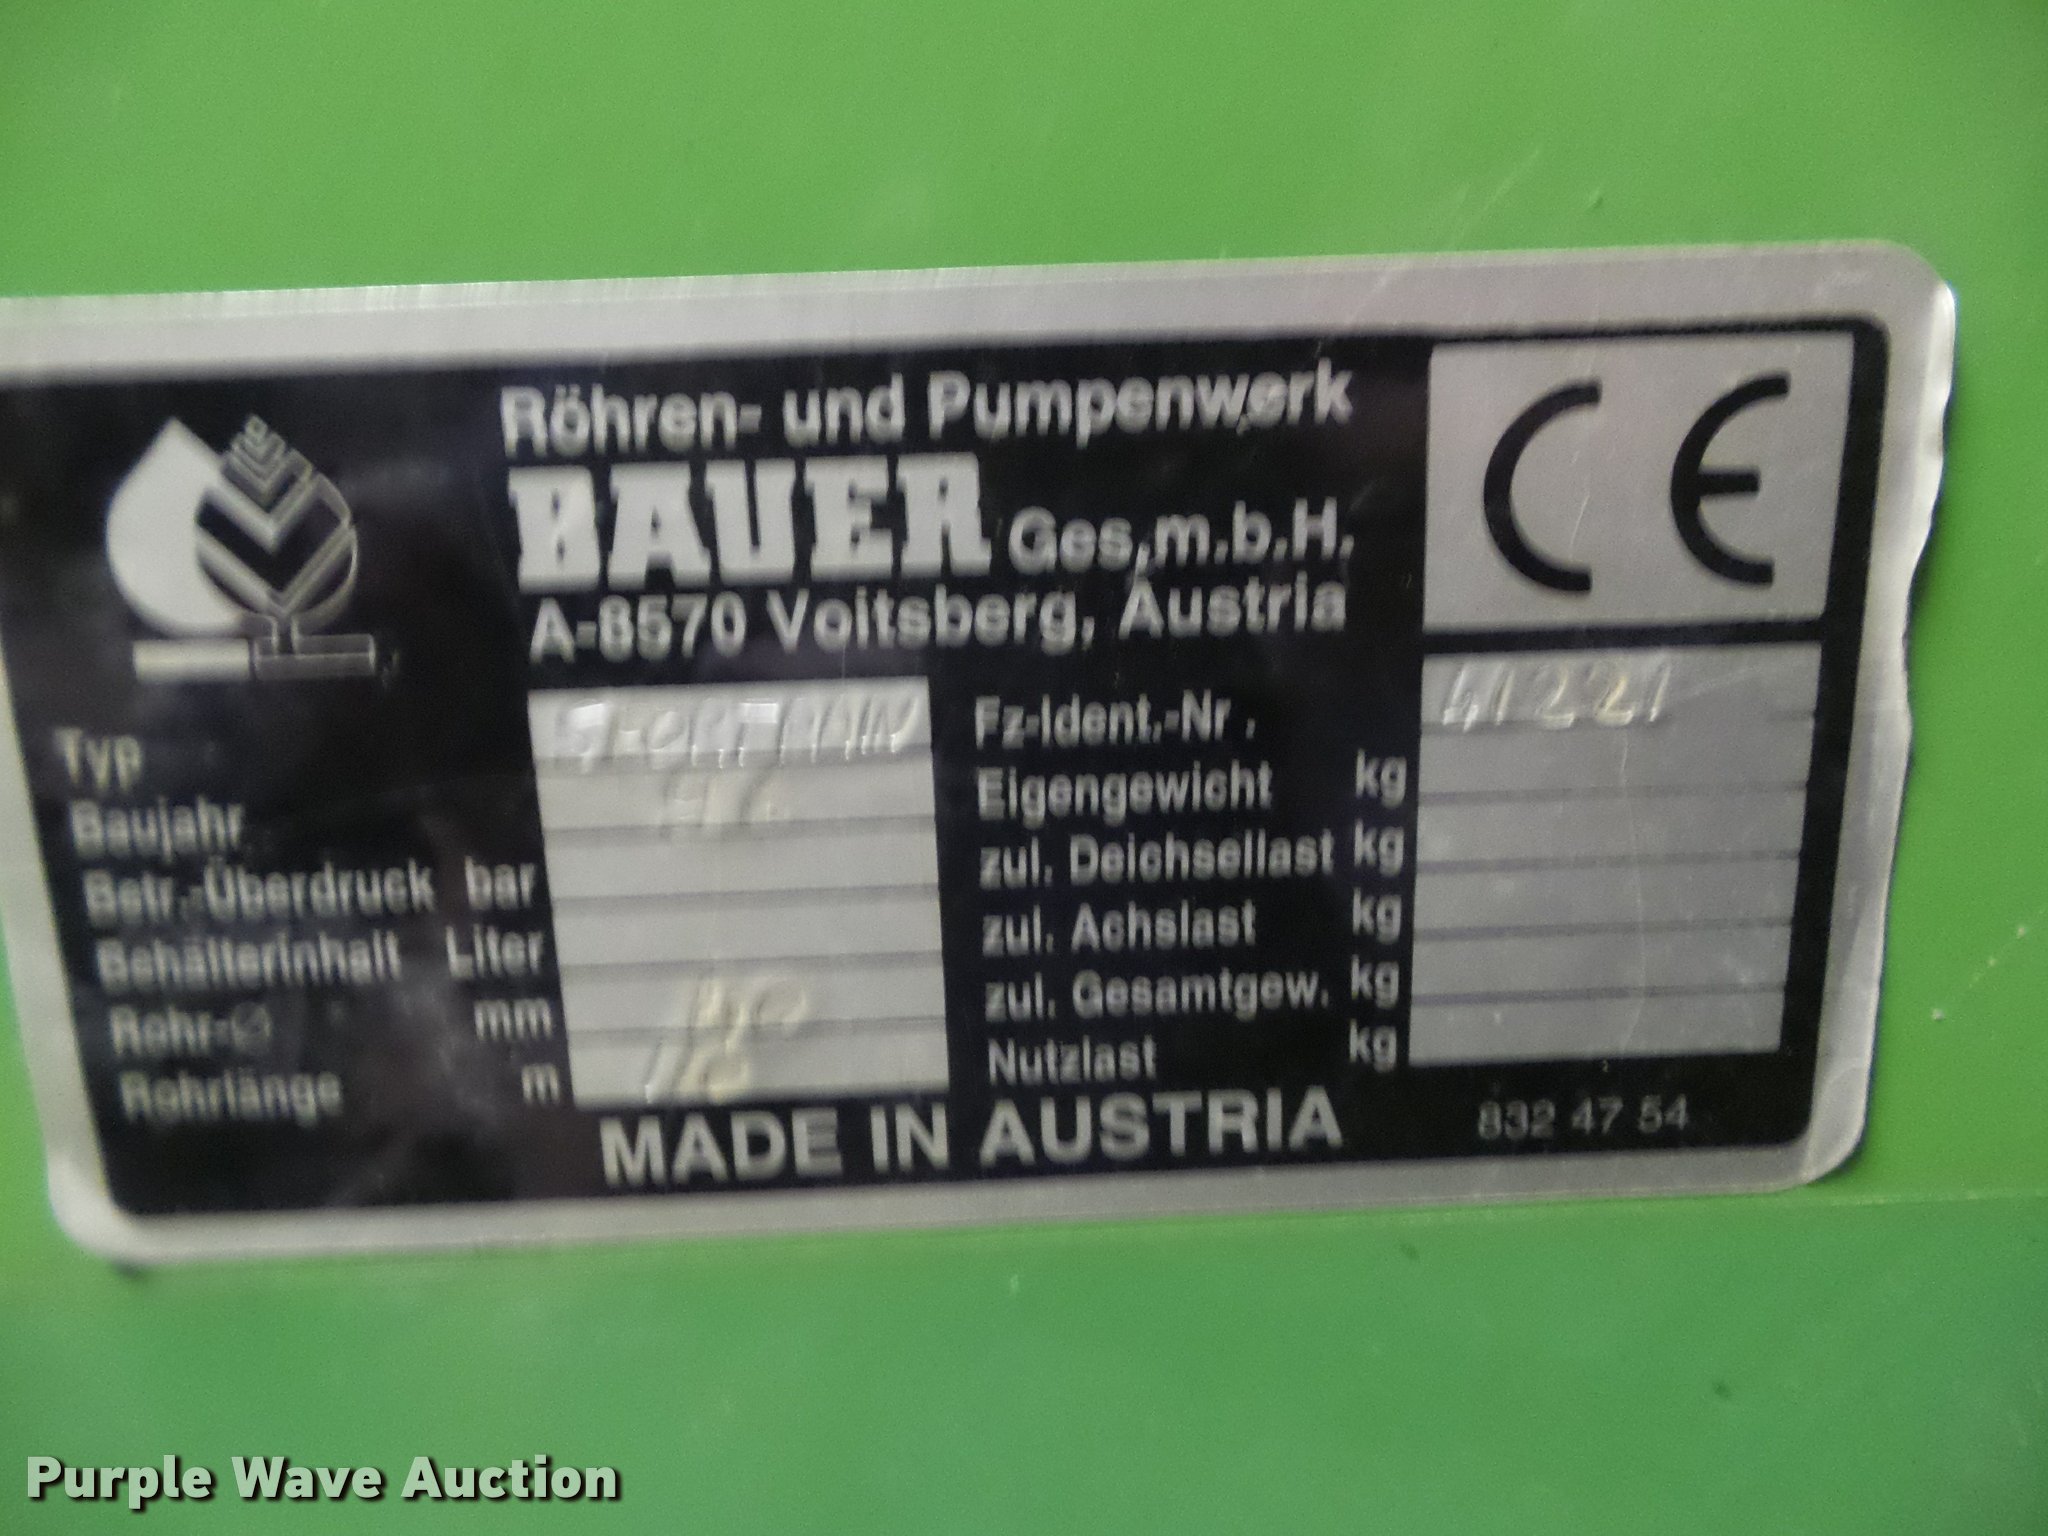 Röhren- und Pumpenwerk
BAUER Ges.m.b.H.
A-8570 Voitsberg, Austria
CE
Typ
Baujahr
Betr.-Überdruck bar
Behälterinhalt Liter
Rohr-Ø mm
Rohrlänge m
Fz-Ident.-Nr. 41221
Eigengewicht kg
zul. Deichsellast kg
zul. Achslast kg
zul. Gesamtgew. kg
Nutzlast kg
MADE IN AUSTRIA
832 47 54
Purple Wave Auction